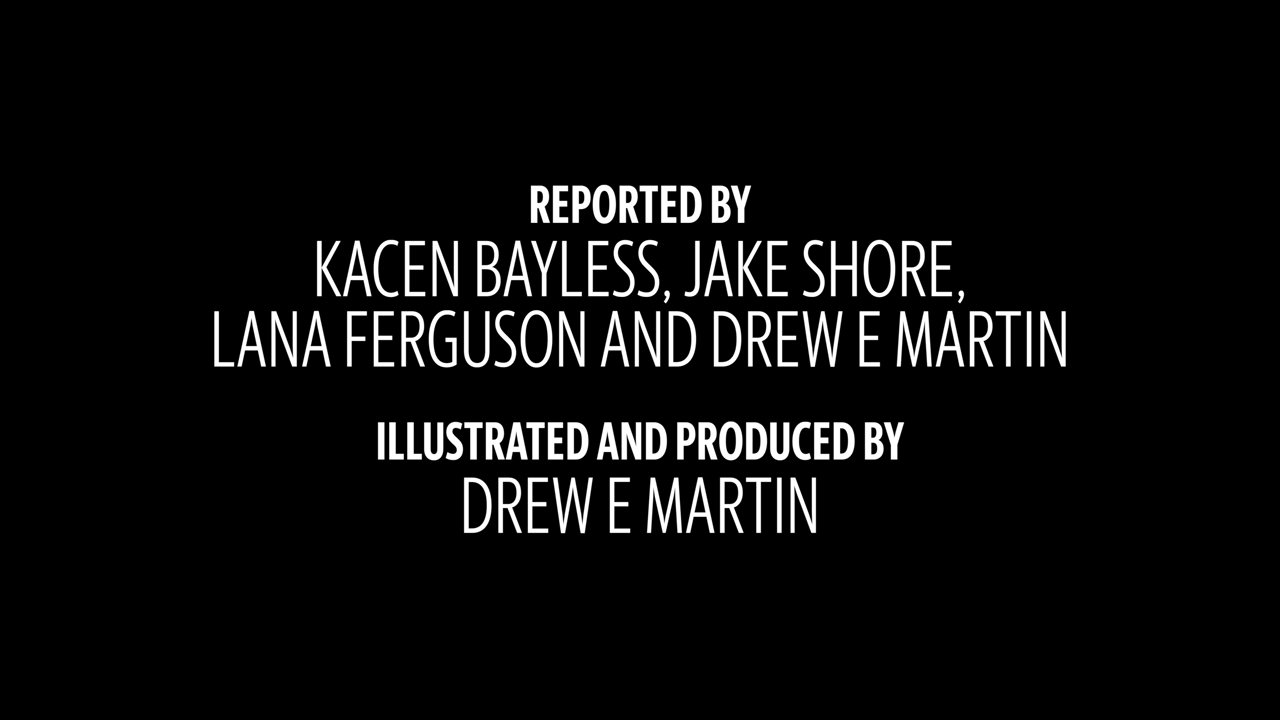 REPORTED BY
KACEN BAYLESS, JAKE SHORE,
LANA FERGUSON AND DREW E MARTIN
ILLUSTRATED AND PRODUCED BY
DREW E MARTIN